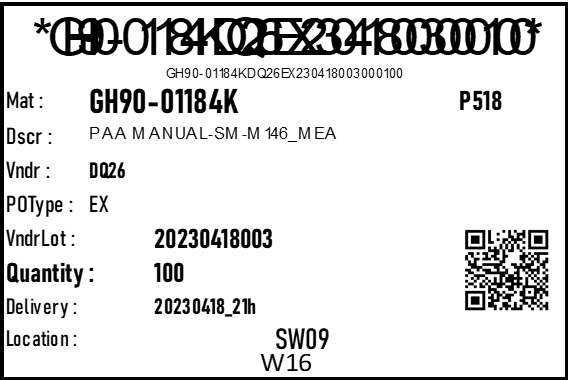 *GH90-01184KDQ26EX230418003000100*
GH90-01184KDQ26EX230418003000100
Mat : GH90-01184K P518
Dscr : PAA MANUAL-SM-M146_MEA
Vndr : DQ26
POType : EX
VndrLot : 20230418003
Quantity : 100
Delivery : 20230418_21h
Location : SW09
W16